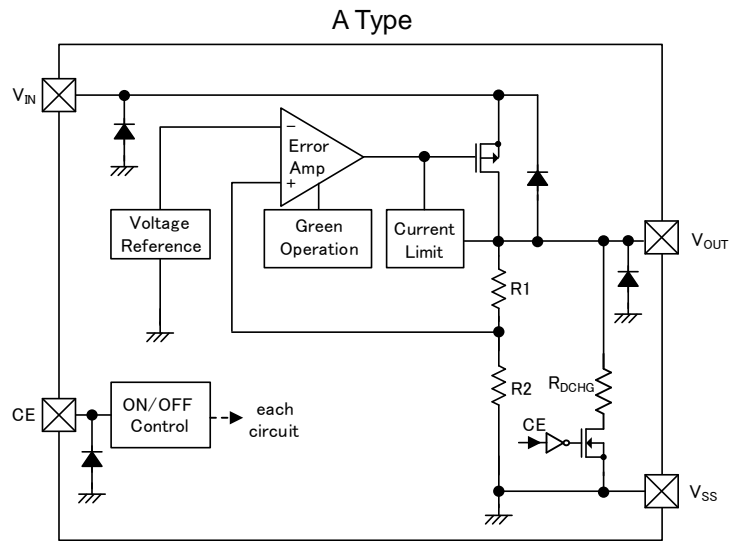 A Type
VIN
−
Error
Amp
+
Voltage
Reference
Green
Operation
Current
Limit
VOUT
R1
R2
RDCHG
CE
ON/OFF
Control
each
circuit
CE
VSS